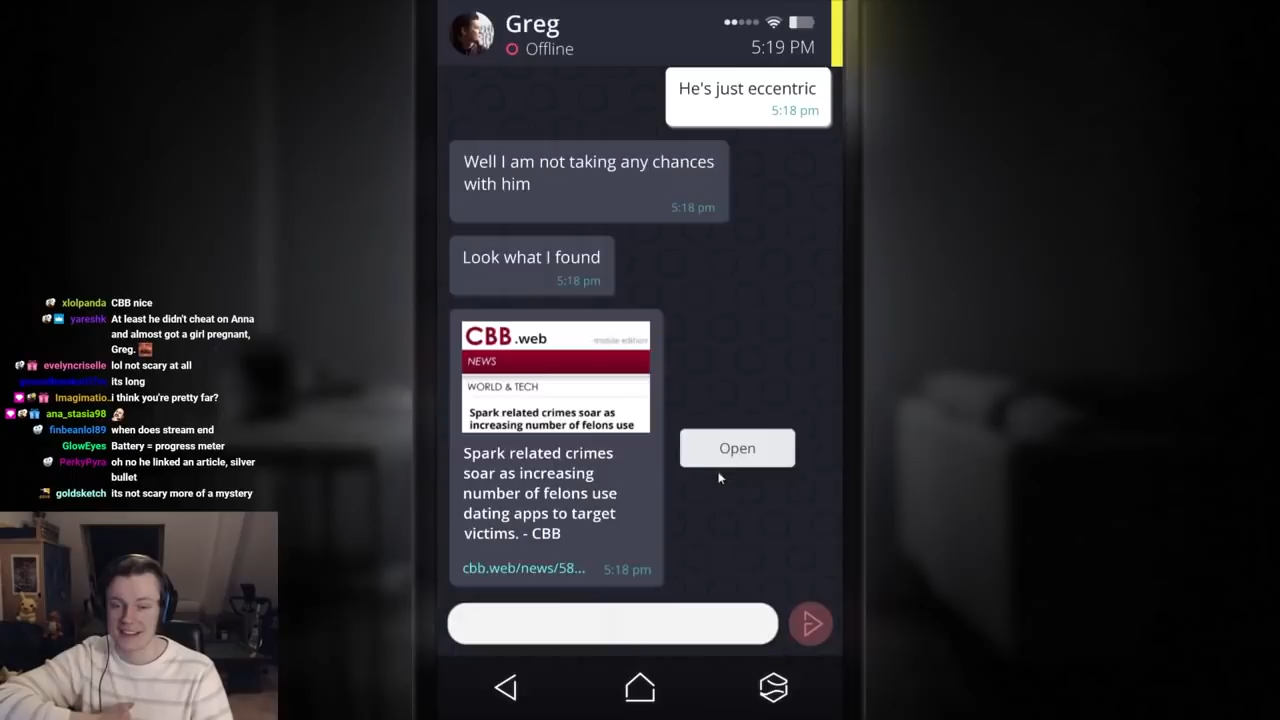 Greg
Offline
5:19 PM
He's just eccentric
5:18 pm
Well I am not taking any chances
with him
5:18 pm
Look what I found
5:18 pm
CBB.web
NEWS
WORLD & TECH
Spark related crimes soar as
increasing number of felons use
Spark related crimes
soar as increasing
number of felons use
dating apps to target
victims. - CBB
cbb.web/news/58...
5:18 pm
Open
xlolpanda CBB nice
yareshk At least he didn't cheat on Anna
and almost got a girl pregnant,
Greg.
evelyncriselle lol not scary at all
its long
Imaginatio.. i think you're pretty far?
ana_stasia98
finbeanlol89 when does stream end
GlowEyes Battery = progress meter
PerkyPyra oh no he linked an article, silver
bullet
goldsketch its not scary more of a mystery